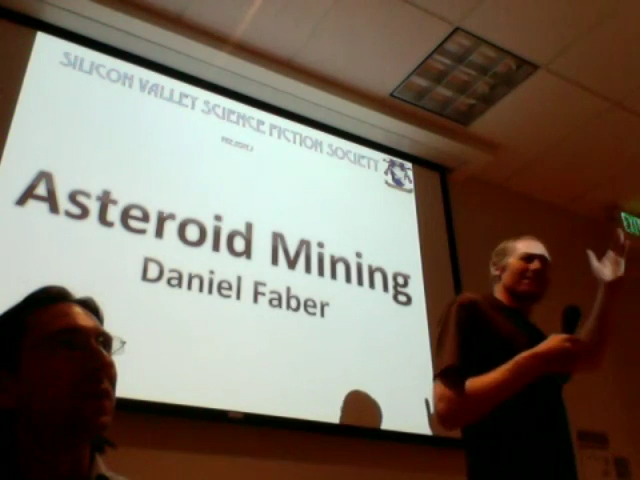 SILICON VALLEY SCIENCE FICTION SOCIETY
Asteroid Mining
Daniel Faber